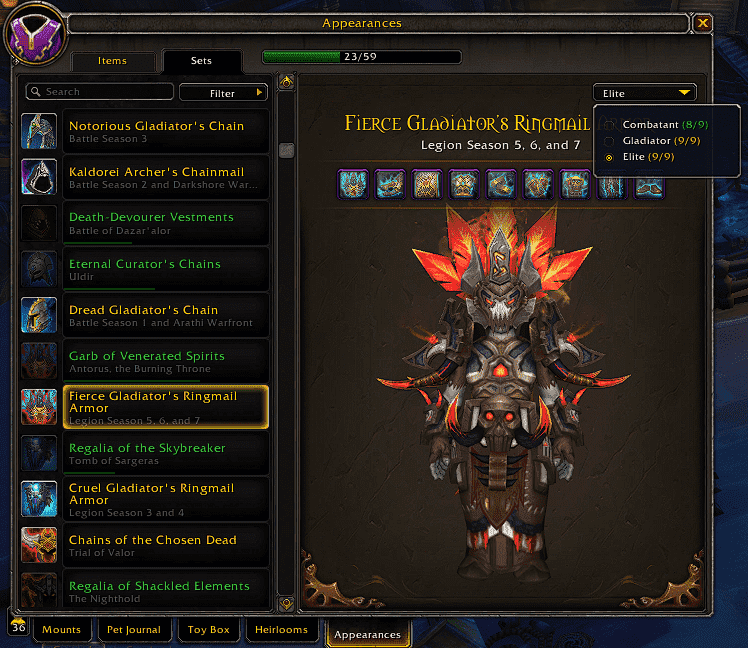 Appearances
Items
Sets
23/59
Search
Filter
Elite
Combatant (8/9)
Gladiator (9/9)
Elite (9/9)
Fierce Gladiator's Ringmail
Legion Season 5, 6, and 7
Notorious Gladiator's Chain
Battle Season 3
Kaldorei Archer's Chainmail
Battle Season 2 and Darkshore War...
Death-Devourer Vestments
Battle of Dazar'alor
Eternal Curator's Chains
Uldir
Dread Gladiator's Chain
Battle Season 1 and Arathi Warfront
Garb of Venerated Spirits
Antorus, the Burning Throne
Fierce Gladiator's Ringmail
Armor
Legion Season 5, 6, and 7
Regalia of the Skybreaker
Tomb of Sargeras
Cruel Gladiator's Ringmail
Armor
Legion Season 3 and 4
Chains of the Chosen Dead
Trial of Valor
Regalia of Shackled Elements
The Nighthold
36
Mounts
Pet Journal
Toy Box
Heirlooms
Appearances